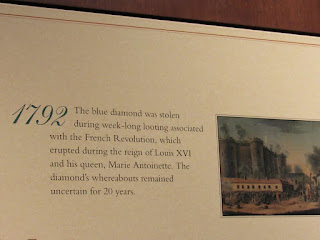 1792 The blue diamond was stolen
during week-long looting associated
with the French Revolution, which
erupted during the reign of Louis XVI
and his queen, Marie Antoinette. The
diamond's whereabouts remained
uncertain for 20 years.